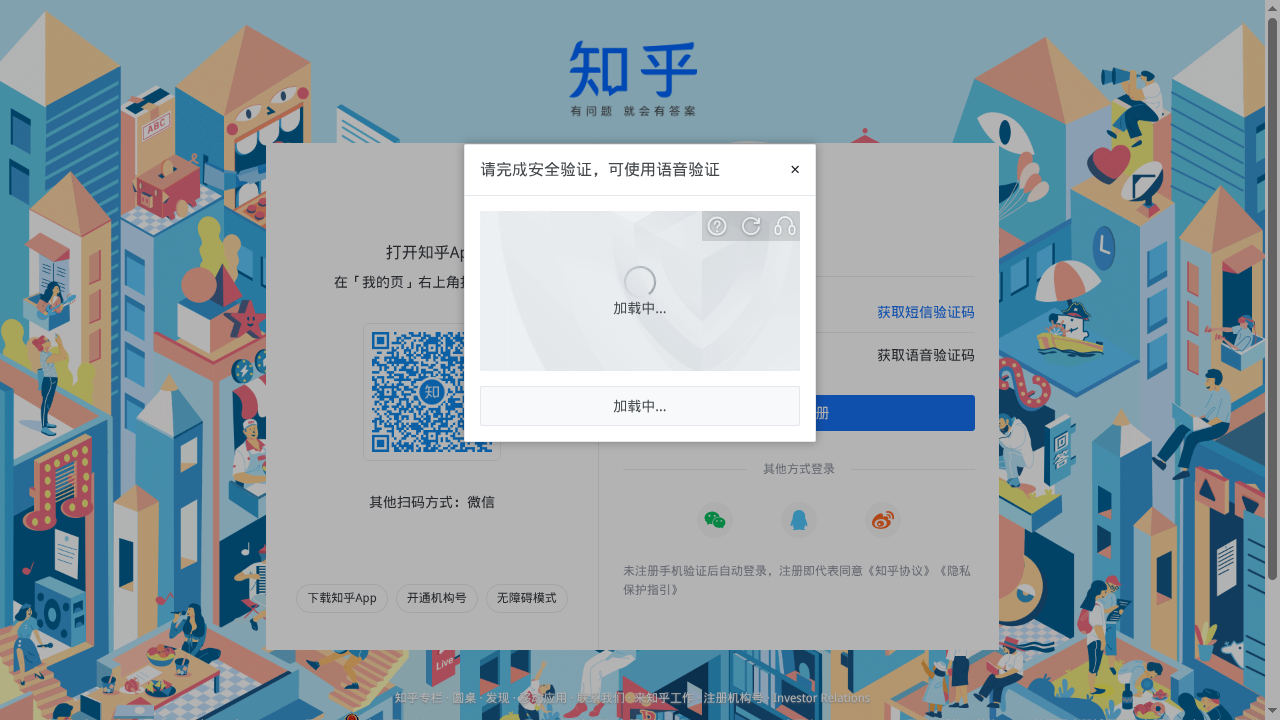 知乎
有问题 就会有答案
请完成安全验证，可使用语音验证
×
加载中...
加载中...
打开知乎Ap
在「我的页」右上角
知
其他扫码方式：微信
下载知乎App
开通机构号
无障碍模式
获取短信验证码
获取语音验证码
册
其他方式登录
未注册手机验证后自动登录，注册即代表同意《知乎协议》《隐私
保护指引》
ABC
L
回答
Live
知乎专栏 · 圆桌 · 发现 · 移动应用 · 联系我们 · 来知乎工作 · 注册机构号 · Investor Relations